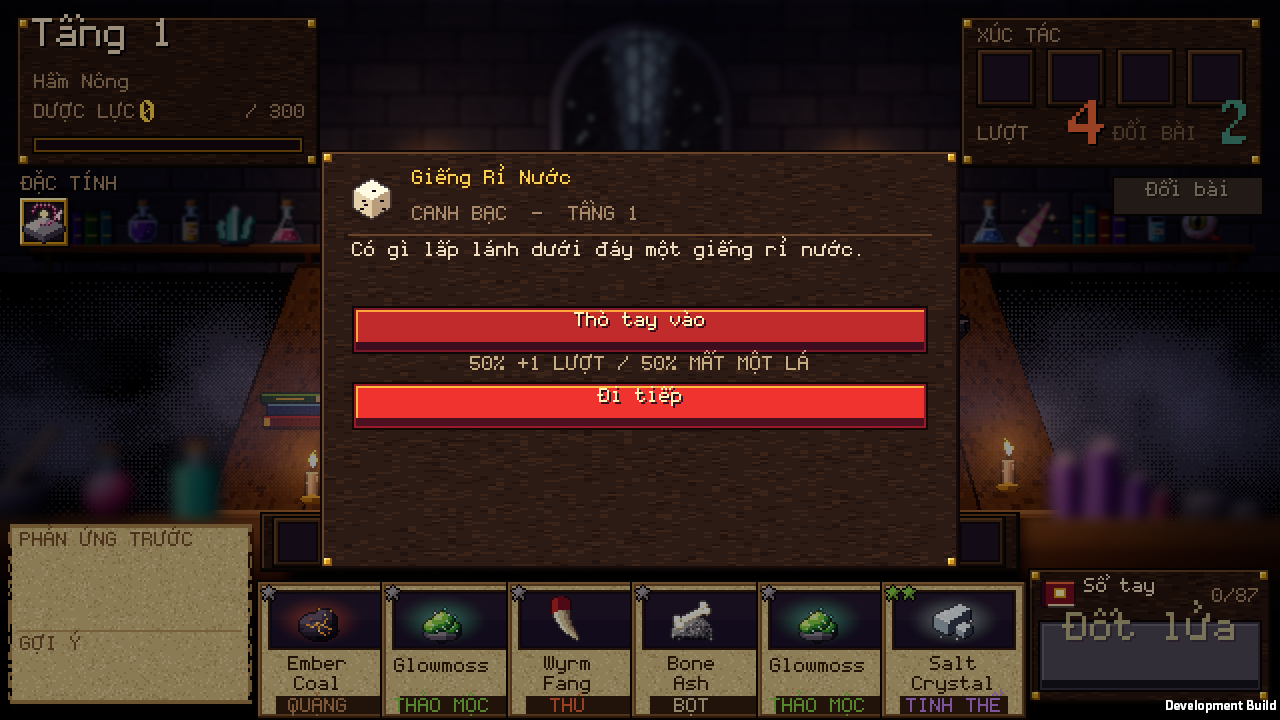 Tầng 1
Hầm Nông
DƯỢC LỰC 0 / 300
ĐẶC TÍNH
XÚC TÁC
LƯỢT 4 ĐỔI BÀI 2
Đổi bài
Giếng Rỉ Nước
CANH BẠC - TẦNG 1
Có gì lấp lánh dưới đáy một giếng rỉ nước.
Thò tay vào
50% +1 LƯỢT / 50% MẤT MỘT LÁ
Đi tiếp
PHẢN ỨNG TRƯỚC
GỢI Ý
Ember Coal
QUẶNG
Glowmoss
THẢO MỘC
Wyrm Fang
THÚ
Bone Ash
BỘT
Glowmoss
THẢO MỘC
Salt Crystal
TINH THỂ
Sổ tay 0/87
Đốt lửa
Development Build